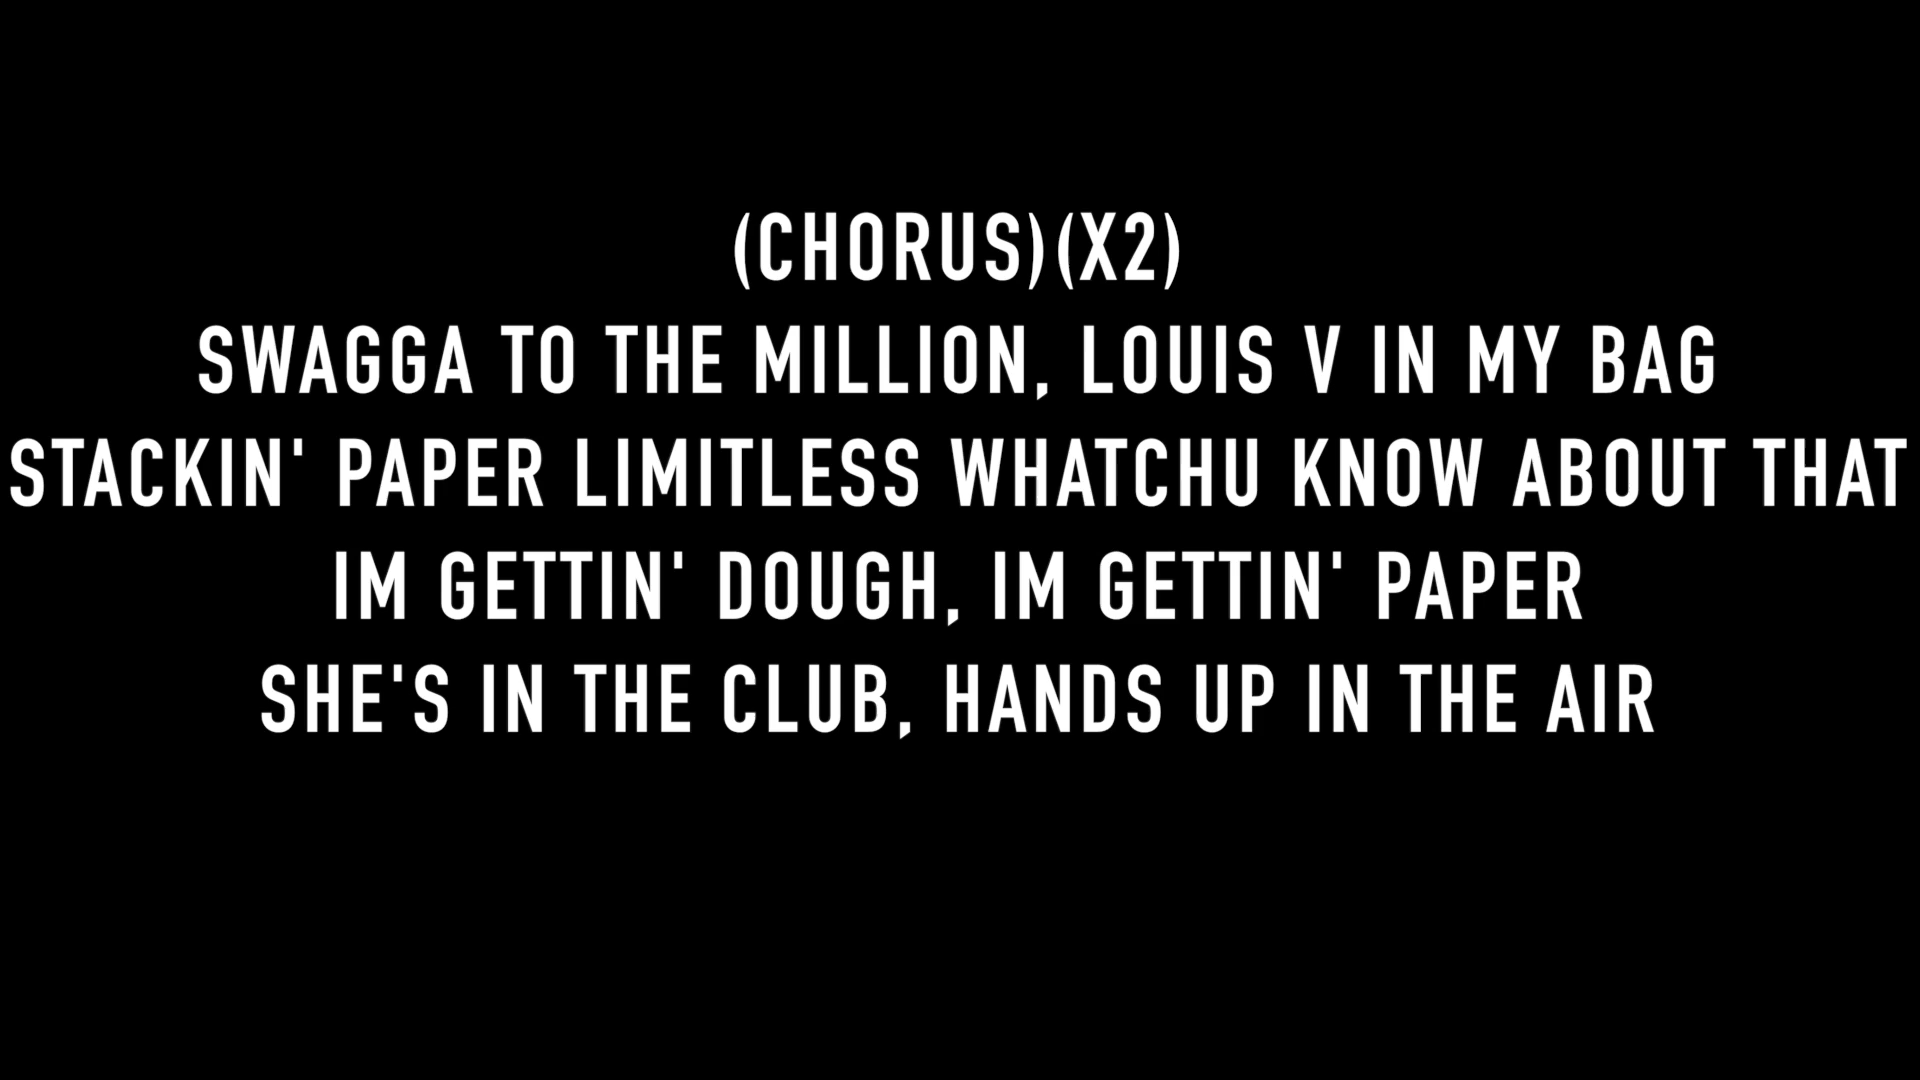 (CHORUS)(X2)
SWAGGA TO THE MILLION, LOUIS V IN MY BAG
STACKIN' PAPER LIMITLESS WHATCHU KNOW ABOUT THAT
IM GETTIN' DOUGH, IM GETTIN' PAPER
SHE'S IN THE CLUB, HANDS UP IN THE AIR